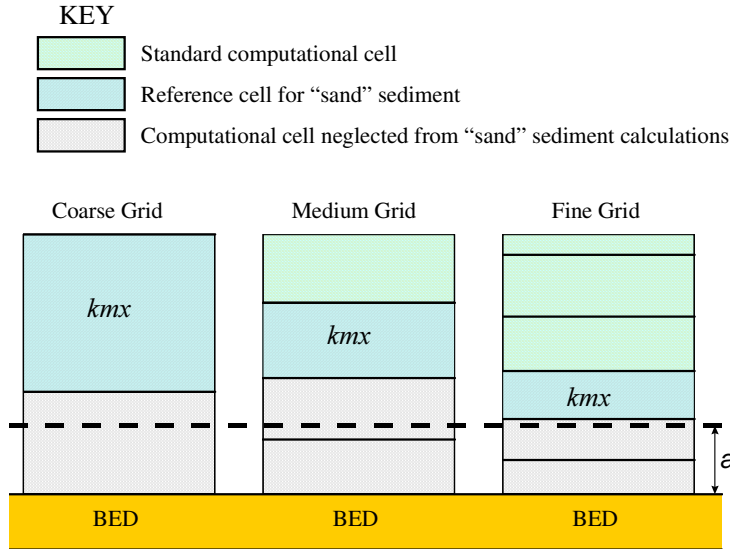 KEY
Standard computational cell
Reference cell for “sand” sediment
Computational cell neglected from “sand” sediment calculations
Coarse Grid
Medium Grid
Fine Grid
kmx
kmx
kmx
a
BED
BED
BED